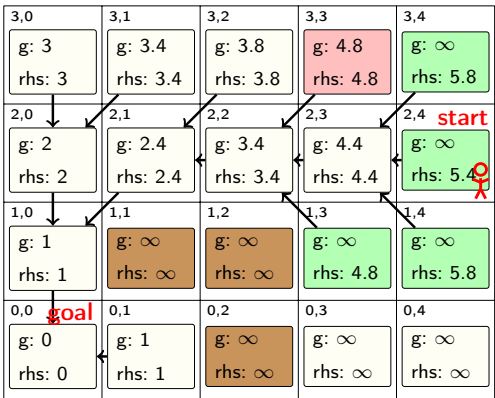 3,0 3,1 3,2 3,3 3,4
g: 3 g: 3.4 g: 3.8 g: 4.8 g: ∞
rhs: 3 rhs: 3.4 rhs: 3.8 rhs: 4.8 rhs: 5.8
2,0 2,1 2,2 2,3 2,4 start
g: 2 g: 2.4 g: 3.4 g: 4.4 g: ∞
rhs: 2 rhs: 2.4 rhs: 3.4 rhs: 4.4 rhs: 5.4
1,0 1,1 1,2 1,3 1,4
g: 1 g: ∞ g: ∞ g: ∞ g: ∞
rhs: 1 rhs: ∞ rhs: ∞ rhs: 4.8 rhs: 5.8
0,0 goal 0,1 0,2 0,3 0,4
g: 0 g: 1 g: ∞ g: ∞ g: ∞
rhs: 0 rhs: 1 rhs: ∞ rhs: ∞ rhs: ∞